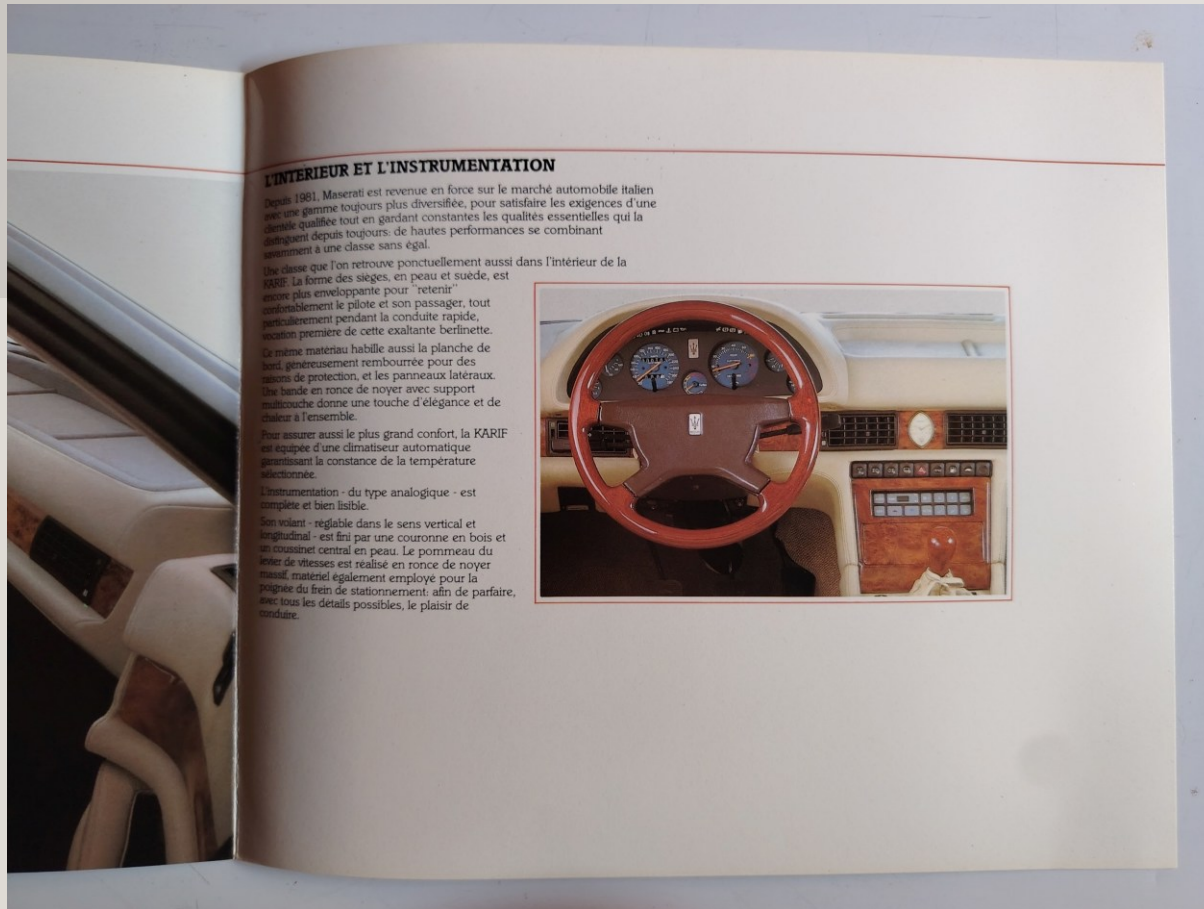 L'INTERIEUR ET L'INSTRUMENTATION
Depuis 1981, Maserati est revenue en force sur le marché automobile italien
avec une gamme toujours plus diversifiée, pour satisfaire les exigences d'une
clientèle qualifiée tout en gardant constantes les qualités essentielles qui la
distinguent depuis toujours: de hautes performances se combinant
savamment à une classe sans égal.
Une classe que l'on retrouve ponctuellement aussi dans l'intérieur de la
KARIF. La forme des sièges, en peau et suède, est
encore plus enveloppante pour "retenir"
confortablement le pilote et son passager, tout
particulièrement pendant la conduite rapide,
vocation première de cette exaltante berlinette.
Ce même matériau habille aussi la planche de
bord, généreusement rembourrée pour des
raisons de protection, et les panneaux latéraux.
Une bande en ronce de noyer avec support
multicouche donne une touche d'élégance et de
chaleur à l'ensemble.
Pour assurer aussi le plus grand confort, la KARIF
est équipée d'une climatiseur automatique
garantissant la constance de la température
sélectionnée.
L'instrumentation - du type analogique - est
complète et bien lisible.
Son volant - réglable dans le sens vertical et
longitudinal - est fini par une couronne en bois et
un coussinet central en peau. Le pommeau du
levier de vitesses est réalisé en ronce de noyer
massif, matériel également employé pour la
poignée du frein de stationnement: afin de parfaire,
avec tous les détails possibles, le plaisir de
conduire.